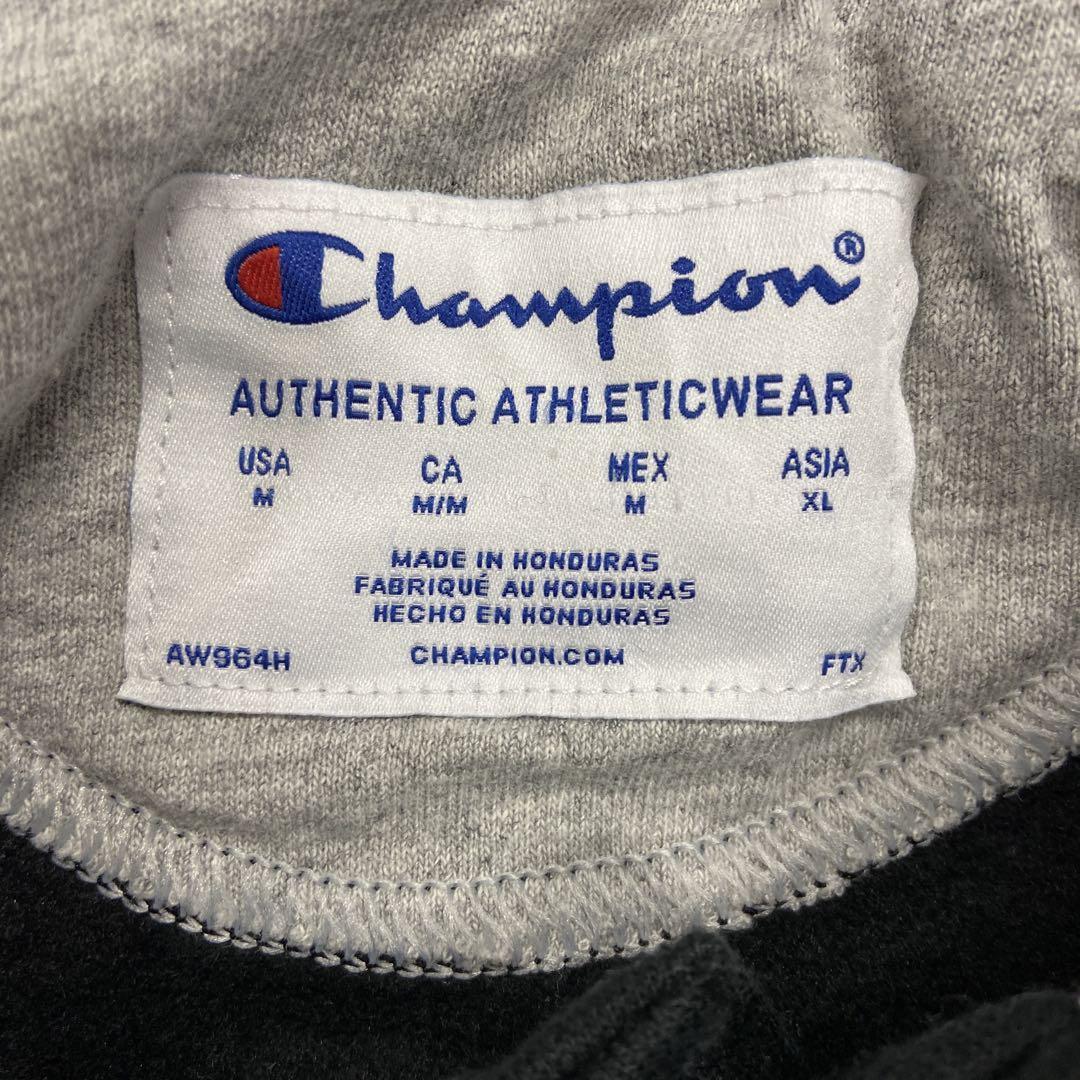 Champion®
AUTHENTIC ATHLETICWEAR
USA CA MEX ASIA
M M/M M XL
MADE IN HONDURAS
FABRIQUÉ AU HONDURAS
HECHO EN HONDURAS
AW964H CHAMPION.COM FTX